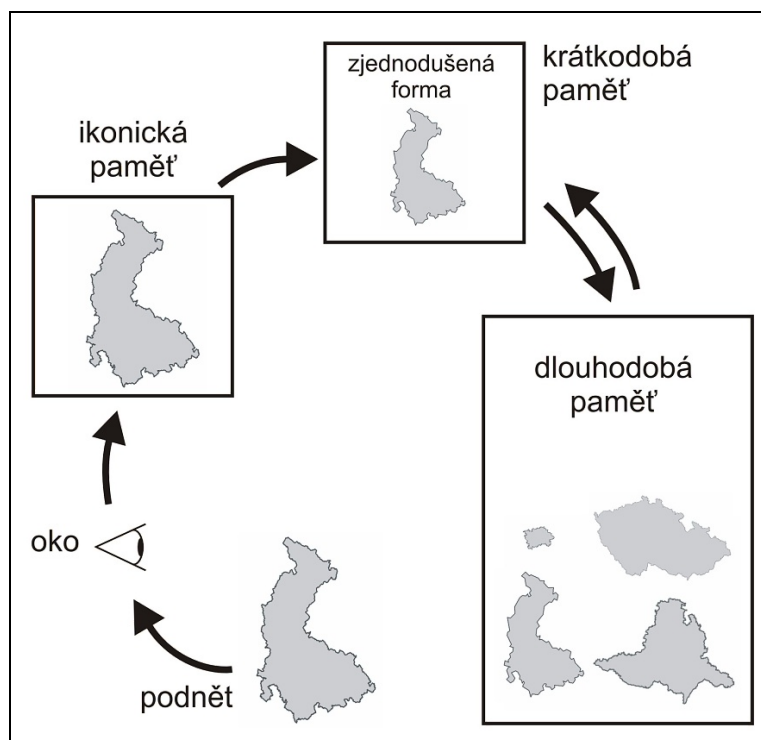 zjednodušená
forma
krátkodobá
paměť
ikonická
paměť
dlouhodobá
paměť
oko
podnět